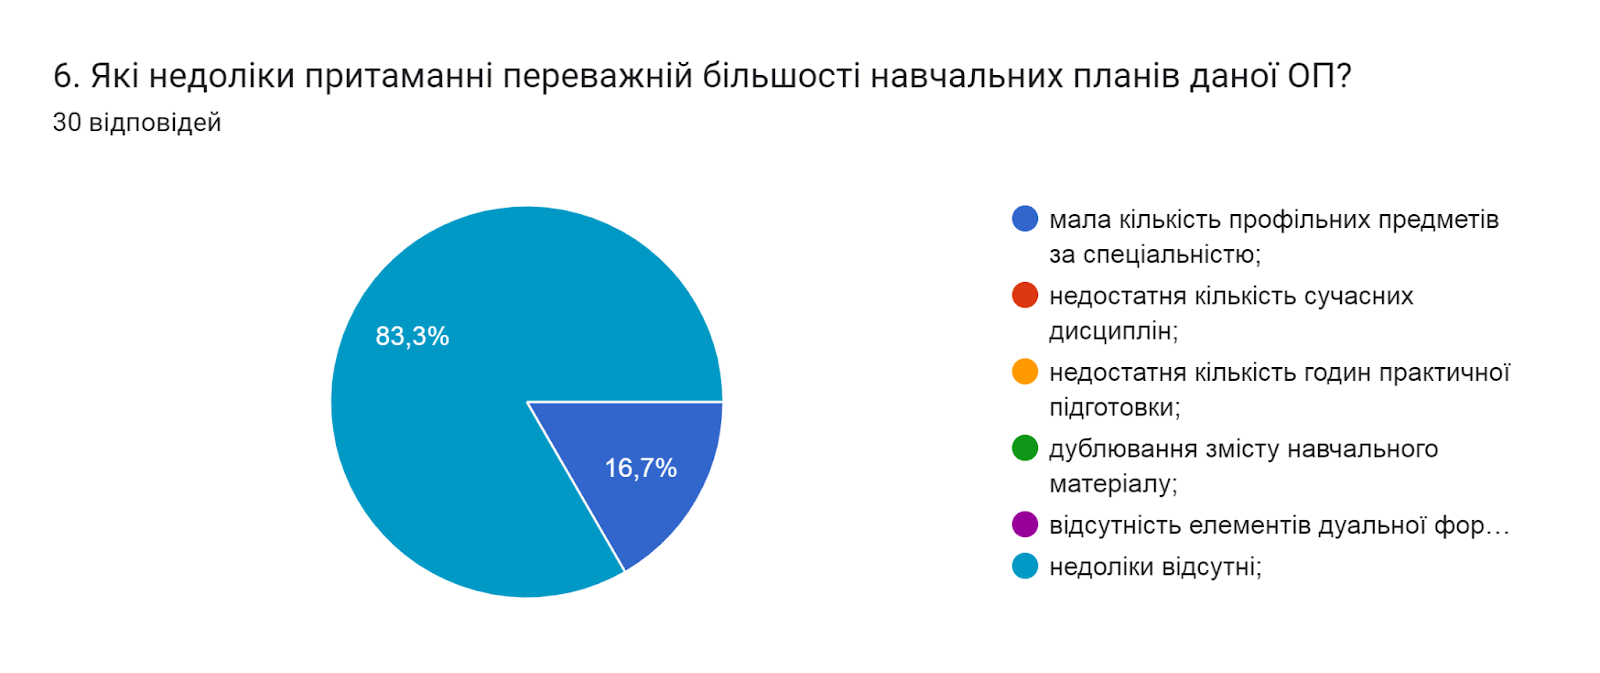 6. Які недоліки притаманні переважній більшості навчальних планів даної ОП?
30 відповідей
83,3%
16,7%
мала кількість профільних предметів
за спеціальністю;
недостатня кількість сучасних
дисциплін;
недостатня кількість годин практичної
підготовки;
дублювання змісту навчального
матеріалу;
відсутність елементів дуальної фор…
недоліки відсутні;